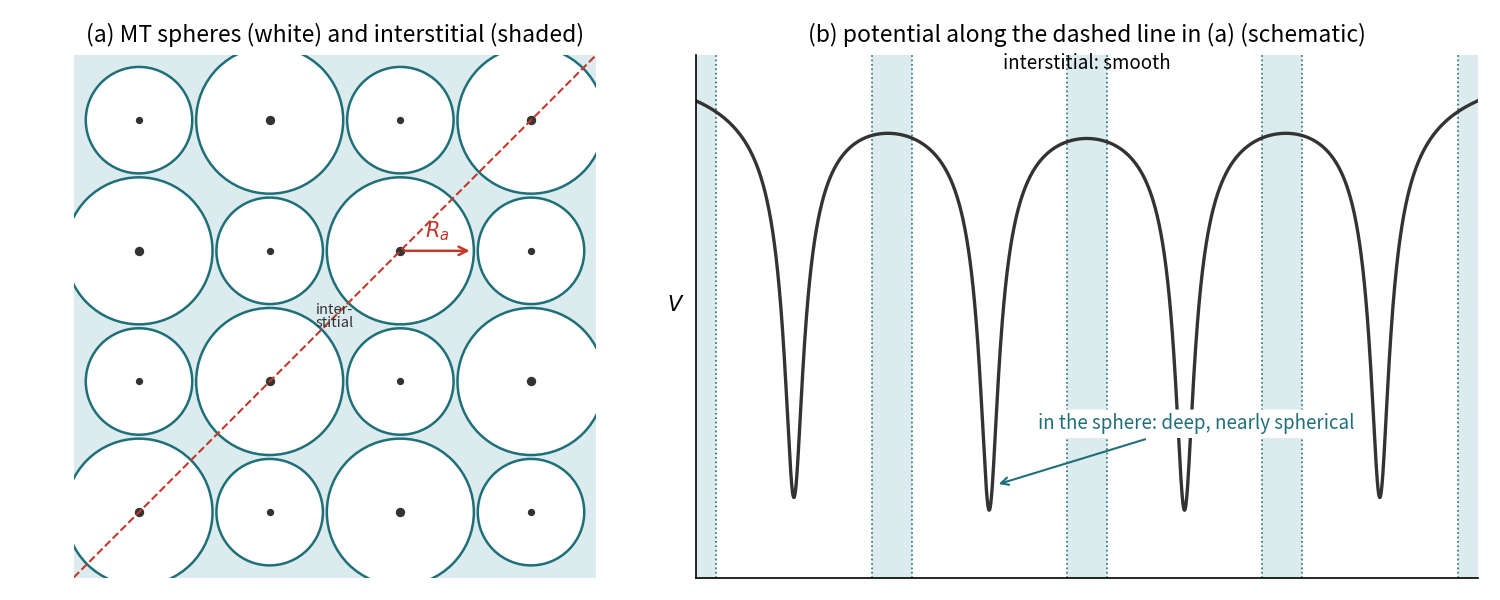 (a) MT spheres (white) and interstitial (shaded)
R_a
inter-
stitial
(b) potential along the dashed line in (a) (schematic)
interstitial: smooth
V
in the sphere: deep, nearly spherical